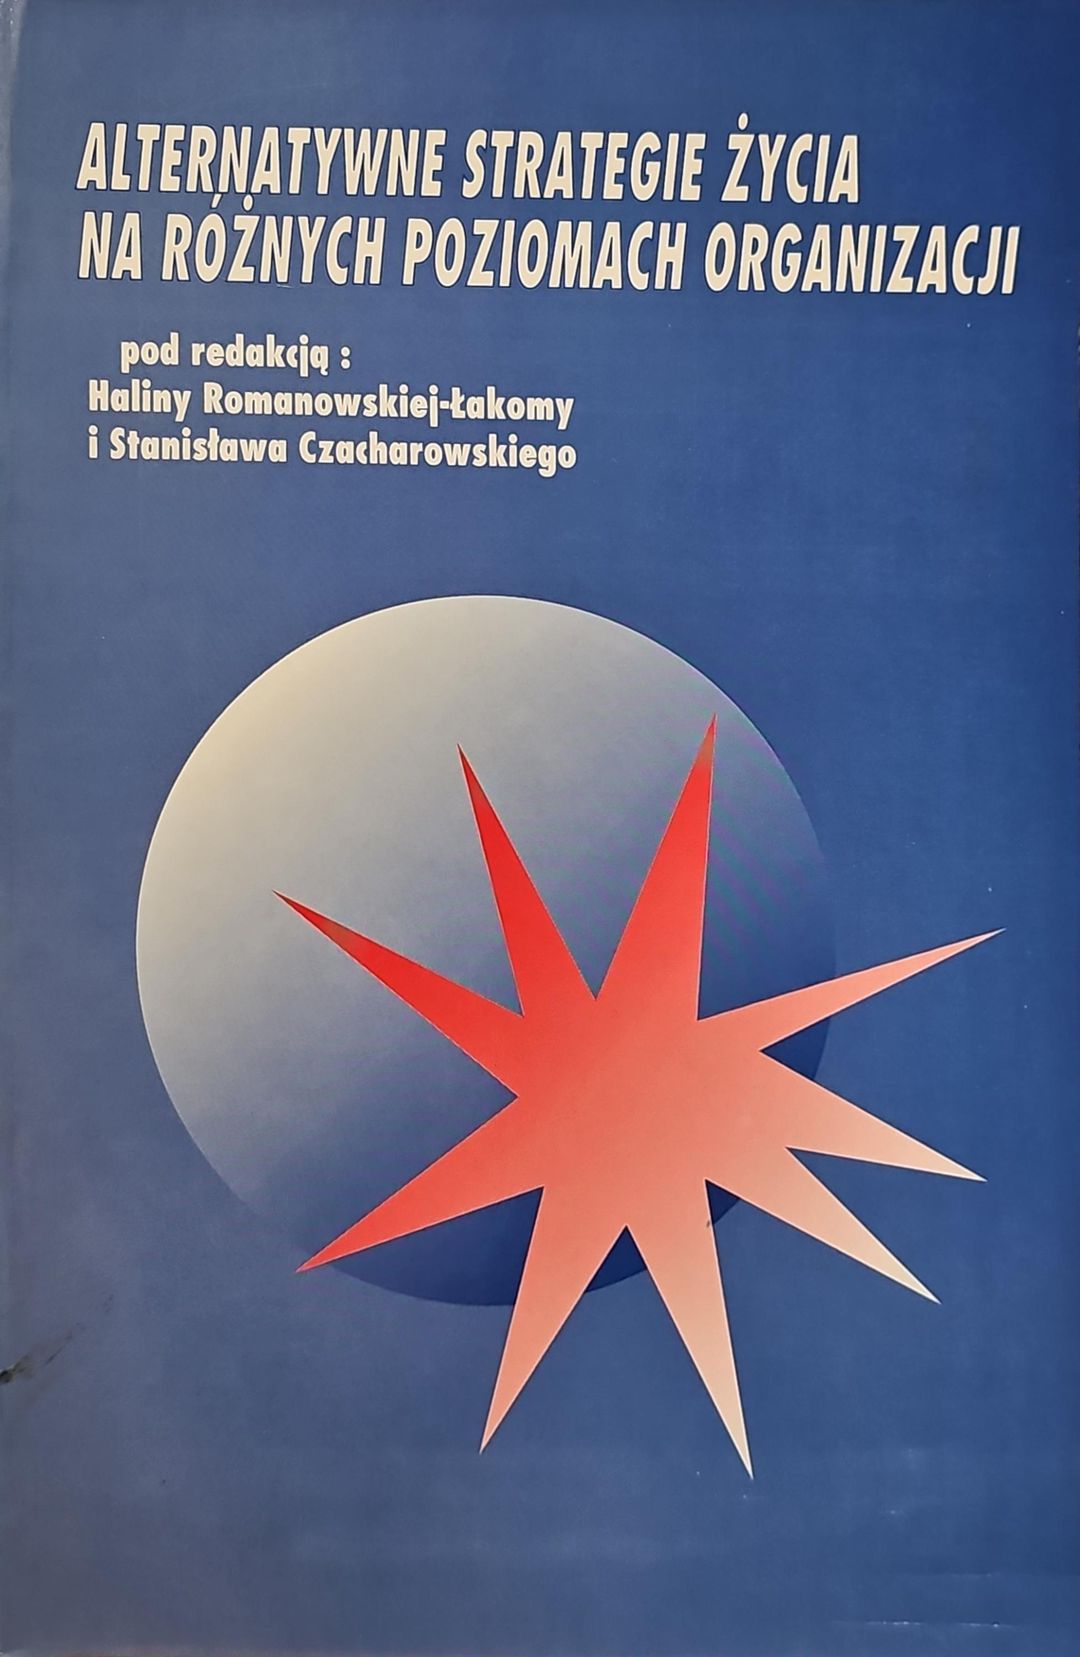 ALTERNATYWNE STRATEGIE ŻYCIA
NA RÓŻNYCH POZIOMACH ORGANIZACJI
pod redakcją :
Haliny Romanowskiej-Łakomy
i Stanisława Czacharowskiego